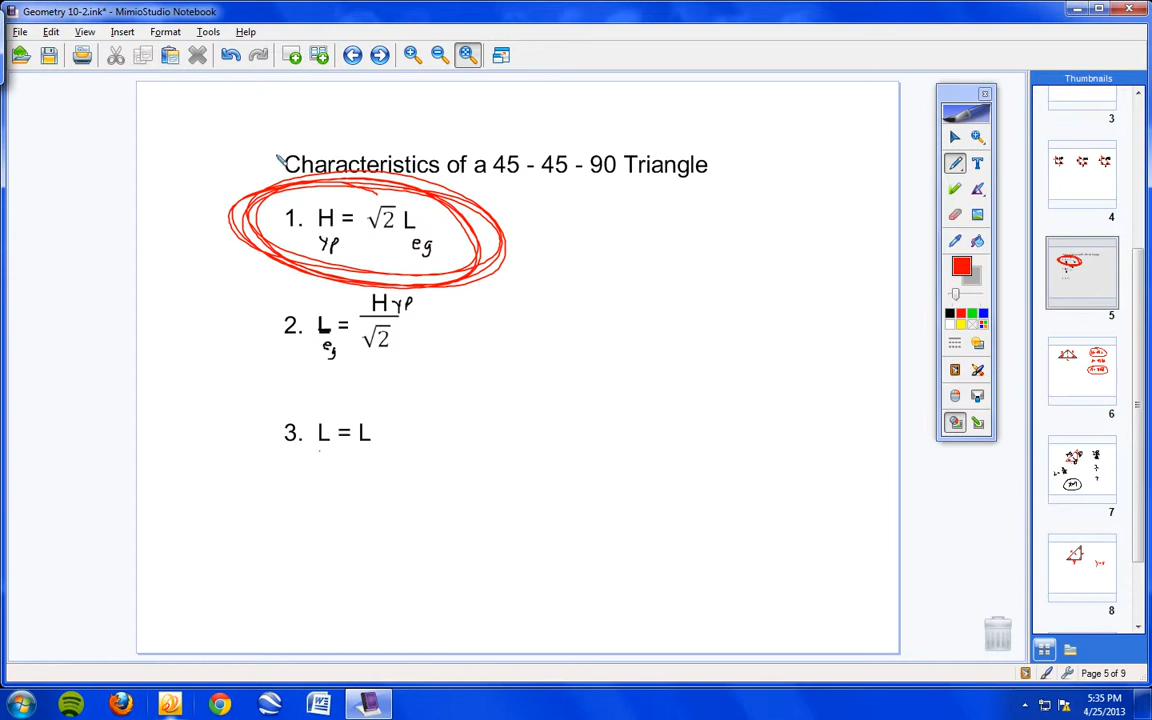 Geometry 10-2.ink* - MimioStudio Notebook
File Edit View Insert Format Tools Help
Thumbnails
Characteristics of a 45 - 45 - 90 Triangle
1. H = √2 L
yp eg
Hyp
2. L = √2
eg
3. L = L
3
4
5
6
7
8
Page 5 of 9
5:35 PM
4/25/2013